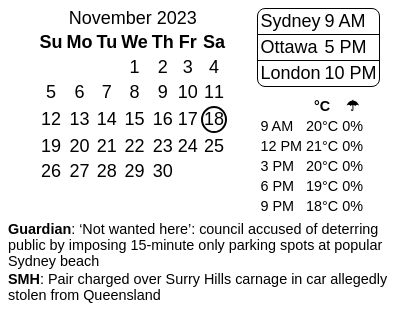 November 2023
Su Mo Tu We Th Fr Sa
1 2 3 4
5 6 7 8 9 10 11
12 13 14 15 16 17 18
19 20 21 22 23 24 25
26 27 28 29 30
Sydney 9 AM
Ottawa 5 PM
London 10 PM
°C ☂
9 AM 20°C 0%
12 PM 21°C 0%
3 PM 20°C 0%
6 PM 19°C 0%
9 PM 18°C 0%
Guardian: ‘Not wanted here’: council accused of deterring
public by imposing 15-minute only parking spots at popular
Sydney beach
SMH: Pair charged over Surry Hills carnage in car allegedly
stolen from Queensland